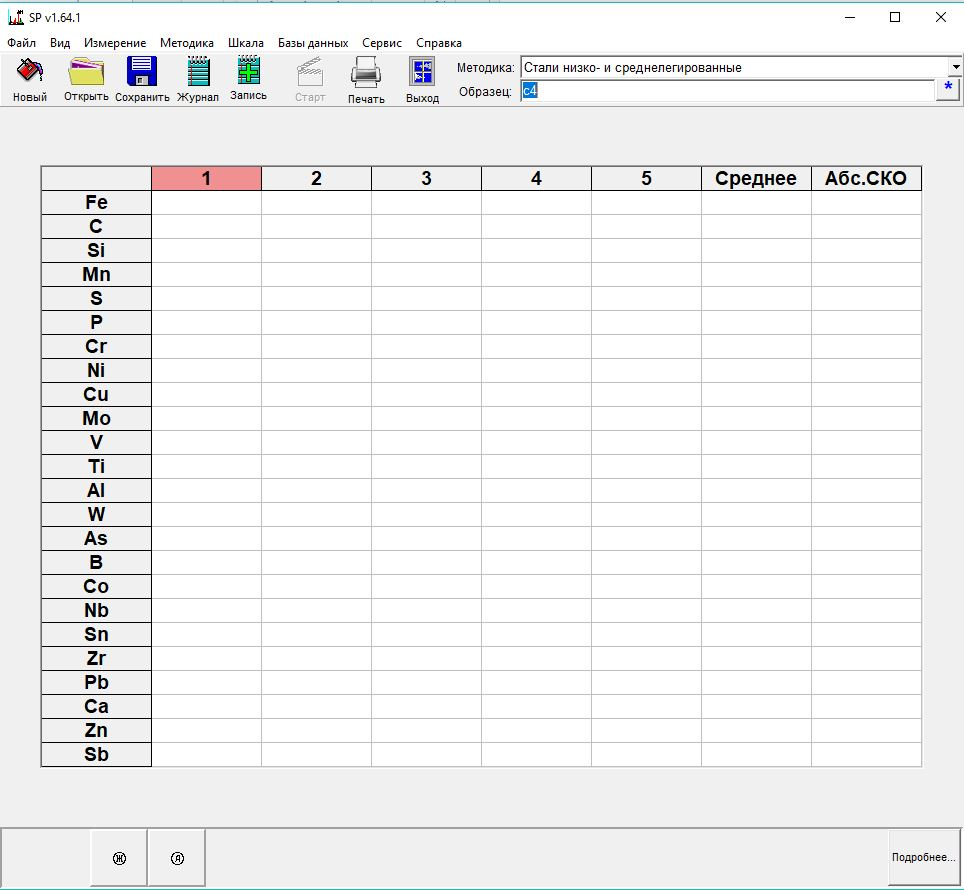 SP v1.64.1
Файл Вид Измерение Методика Шкала Базы данных Сервис Справка
Новый Открыть Сохранить Журнал Запись Старт Печать Выход
Методика: Стали низко- и среднелегированные
Образец: с4 *
1 2 3 4 5 Среднее Абс.СКО
Fe
C
Si
Mn
S
P
Cr
Ni
Cu
Mo
V
Ti
Al
W
As
B
Co
Nb
Sn
Zr
Pb
Ca
Zn
Sb
Ж Я Подробнее...